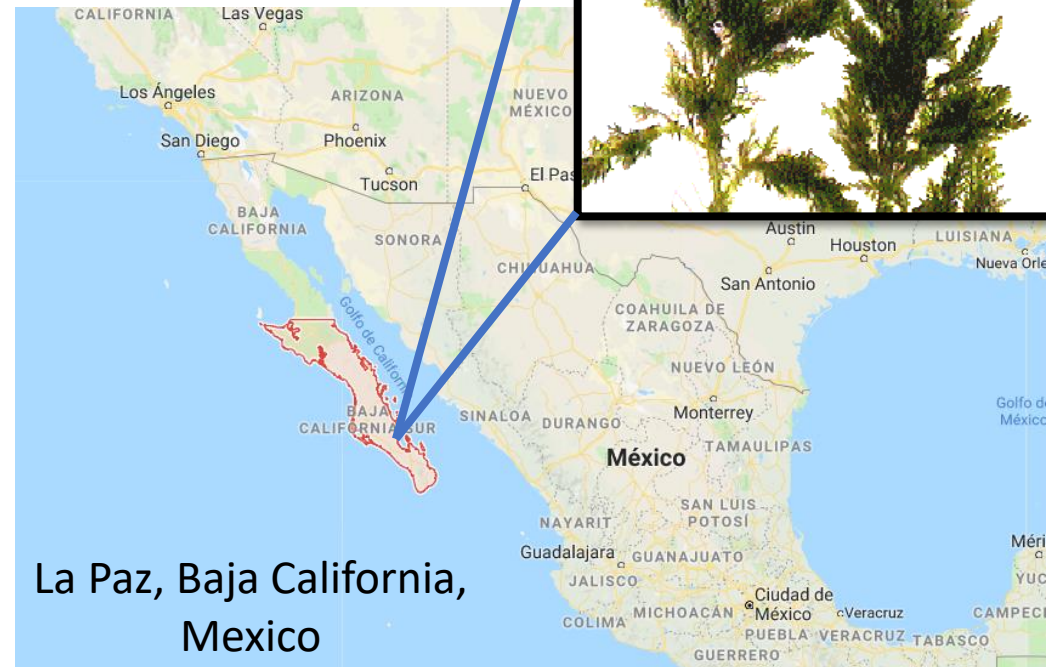 CALIFORNIA
Las Vegas
Los Ángeles
ARIZONA
NUEVO
MÉXICO
San Diego
Phoenix
Tucson
El Pas
BAJA
CALIFORNIA
SONORA
Austin
Houston
LUISIANA
Nueva Orle
CHIHUAHUA
San Antonio
COAHUILA DE
ZARAGOZA
Golfo de California
NUEVO LEÓN
BAJA
CALIFORNIA SUR
SINALOA
DURANGO
Monterrey
Golfo de
México
TAMAULIPAS
México
SAN LUIS
POTOSÍ
NAYARIT
Guadalajara
GUANAJUATO
Méri
JALISCO
YUC
Ciudad de
México
MICHOACÁN
Veracruz
CAMPEC
COLIMA
PUEBLA
VERACRUZ
TABASCO
GUERRERO
La Paz, Baja California,
Mexico